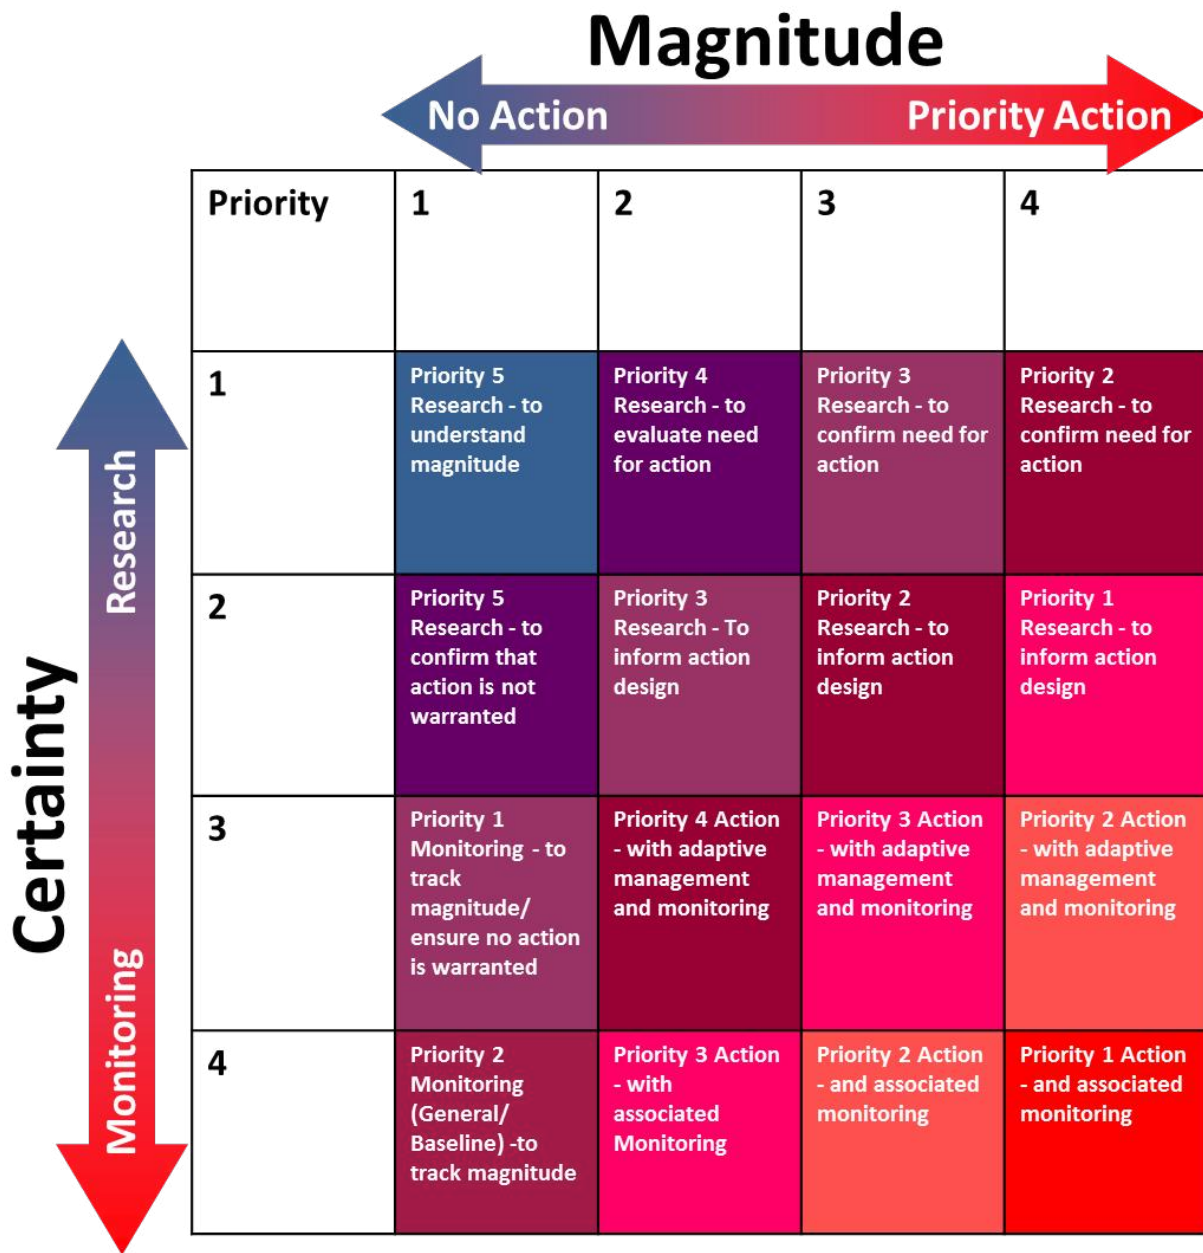 Magnitude
No Action
Priority Action
Priority
1
2
3
4
Certainty
Research
Monitoring
1
Priority 5
Research - to
understand
magnitude
Priority 4
Research - to
evaluate need
for action
Priority 3
Research - to
confirm need for
action
Priority 2
Research - to
confirm need for
action
2
Priority 5
Research - to
confirm that
action is not
warranted
Priority 3
Research - To
inform action
design
Priority 2
Research - to
inform action
design
Priority 1
Research - to
inform action
design
3
Priority 1
Monitoring - to
track
magnitude/
ensure no action
is warranted
Priority 4 Action
- with adaptive
management
and monitoring
Priority 3 Action
- with adaptive
management
and monitoring
Priority 2 Action
- with adaptive
management
and monitoring
4
Priority 2
Monitoring
(General/
Baseline) -to
track magnitude
Priority 3 Action
- with
associated
Monitoring
Priority 2 Action
- and associated
monitoring
Priority 1 Action
- and associated
monitoring